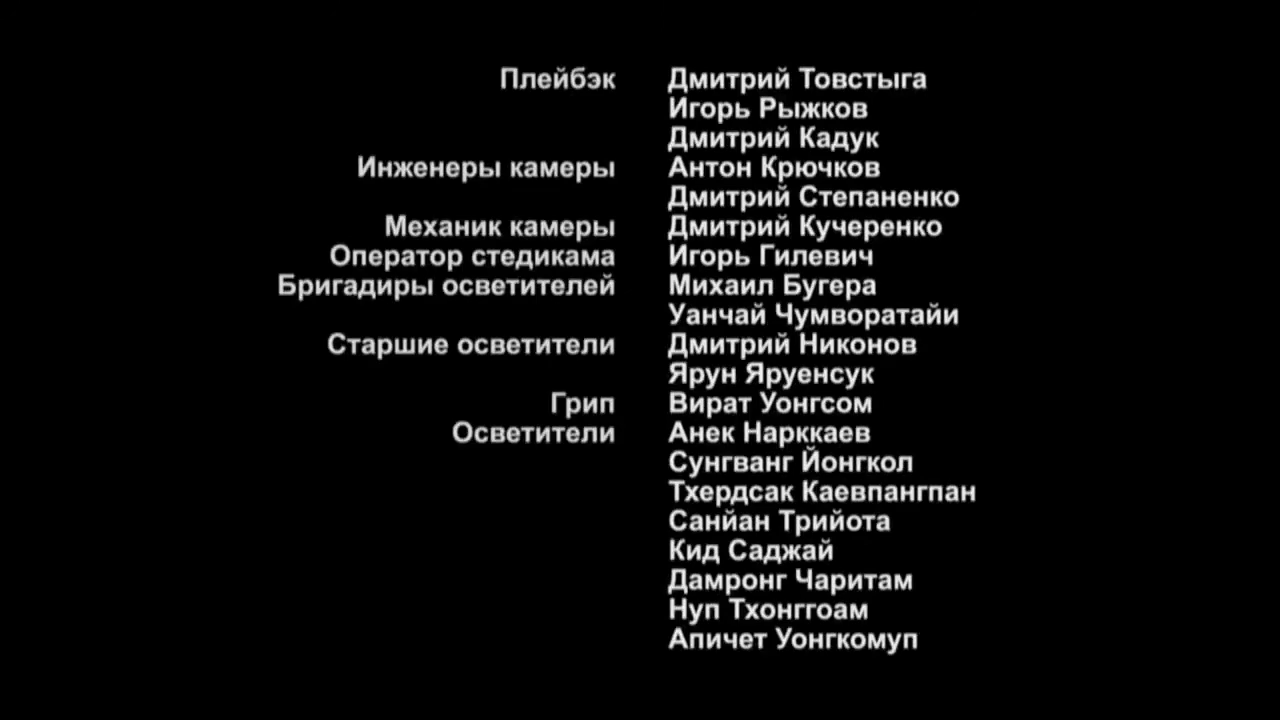 Плейбэк Дмитрий Товстыга
Игорь Рыжков
Дмитрий Кадук
Инженеры камеры Антон Крючков
Дмитрий Степаненко
Механик камеры Дмитрий Кучеренко
Оператор стедикама Игорь Гилевич
Бригадиры осветителей Михаил Бугера
Уанчай Чумворатайи
Старшие осветители Дмитрий Никонов
Ярун Яруенсук
Грип Вират Уонгсом
Осветители Анек Нарккаев
Сунгванг Йонгкол
Тхердсак Каевпангпан
Санйан Трийота
Кид Саджай
Дамронг Чаритам
Нуп Тхонггоам
Апичет Уонгкомуп